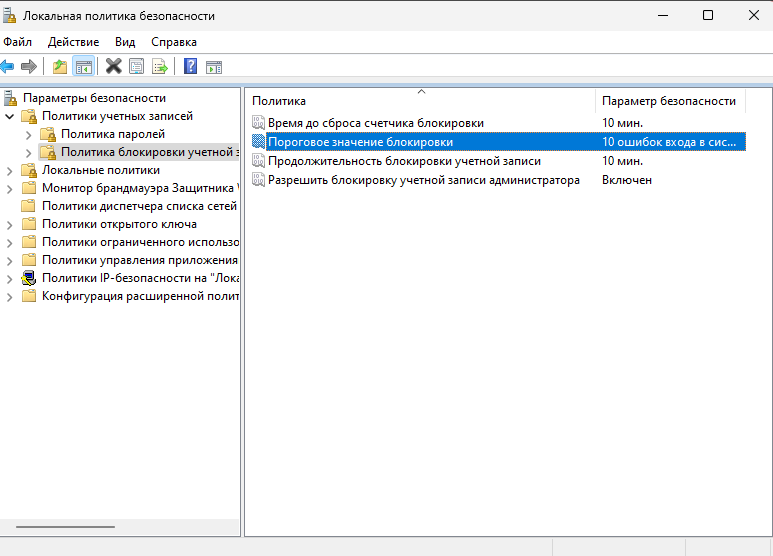 Локальная политика безопасности
Файл Действие Вид Справка
Параметры безопасности
Политики учетных записей
Политика паролей
Политика блокировки учетной з
Локальные политики
Монитор брандмауэра Защитника
Политики диспетчера списка сетей
Политики открытого ключа
Политики ограниченного использо
Политики управления приложения
Политики IP-безопасности на "Лока
Конфигурация расширенной полит
Политика Параметр безопасности
Время до сброса счетчика блокировки 10 мин.
Пороговое значение блокировки 10 ошибок входа в сис...
Продолжительность блокировки учетной записи 10 мин.
Разрешить блокировку учетной записи администратора Включен